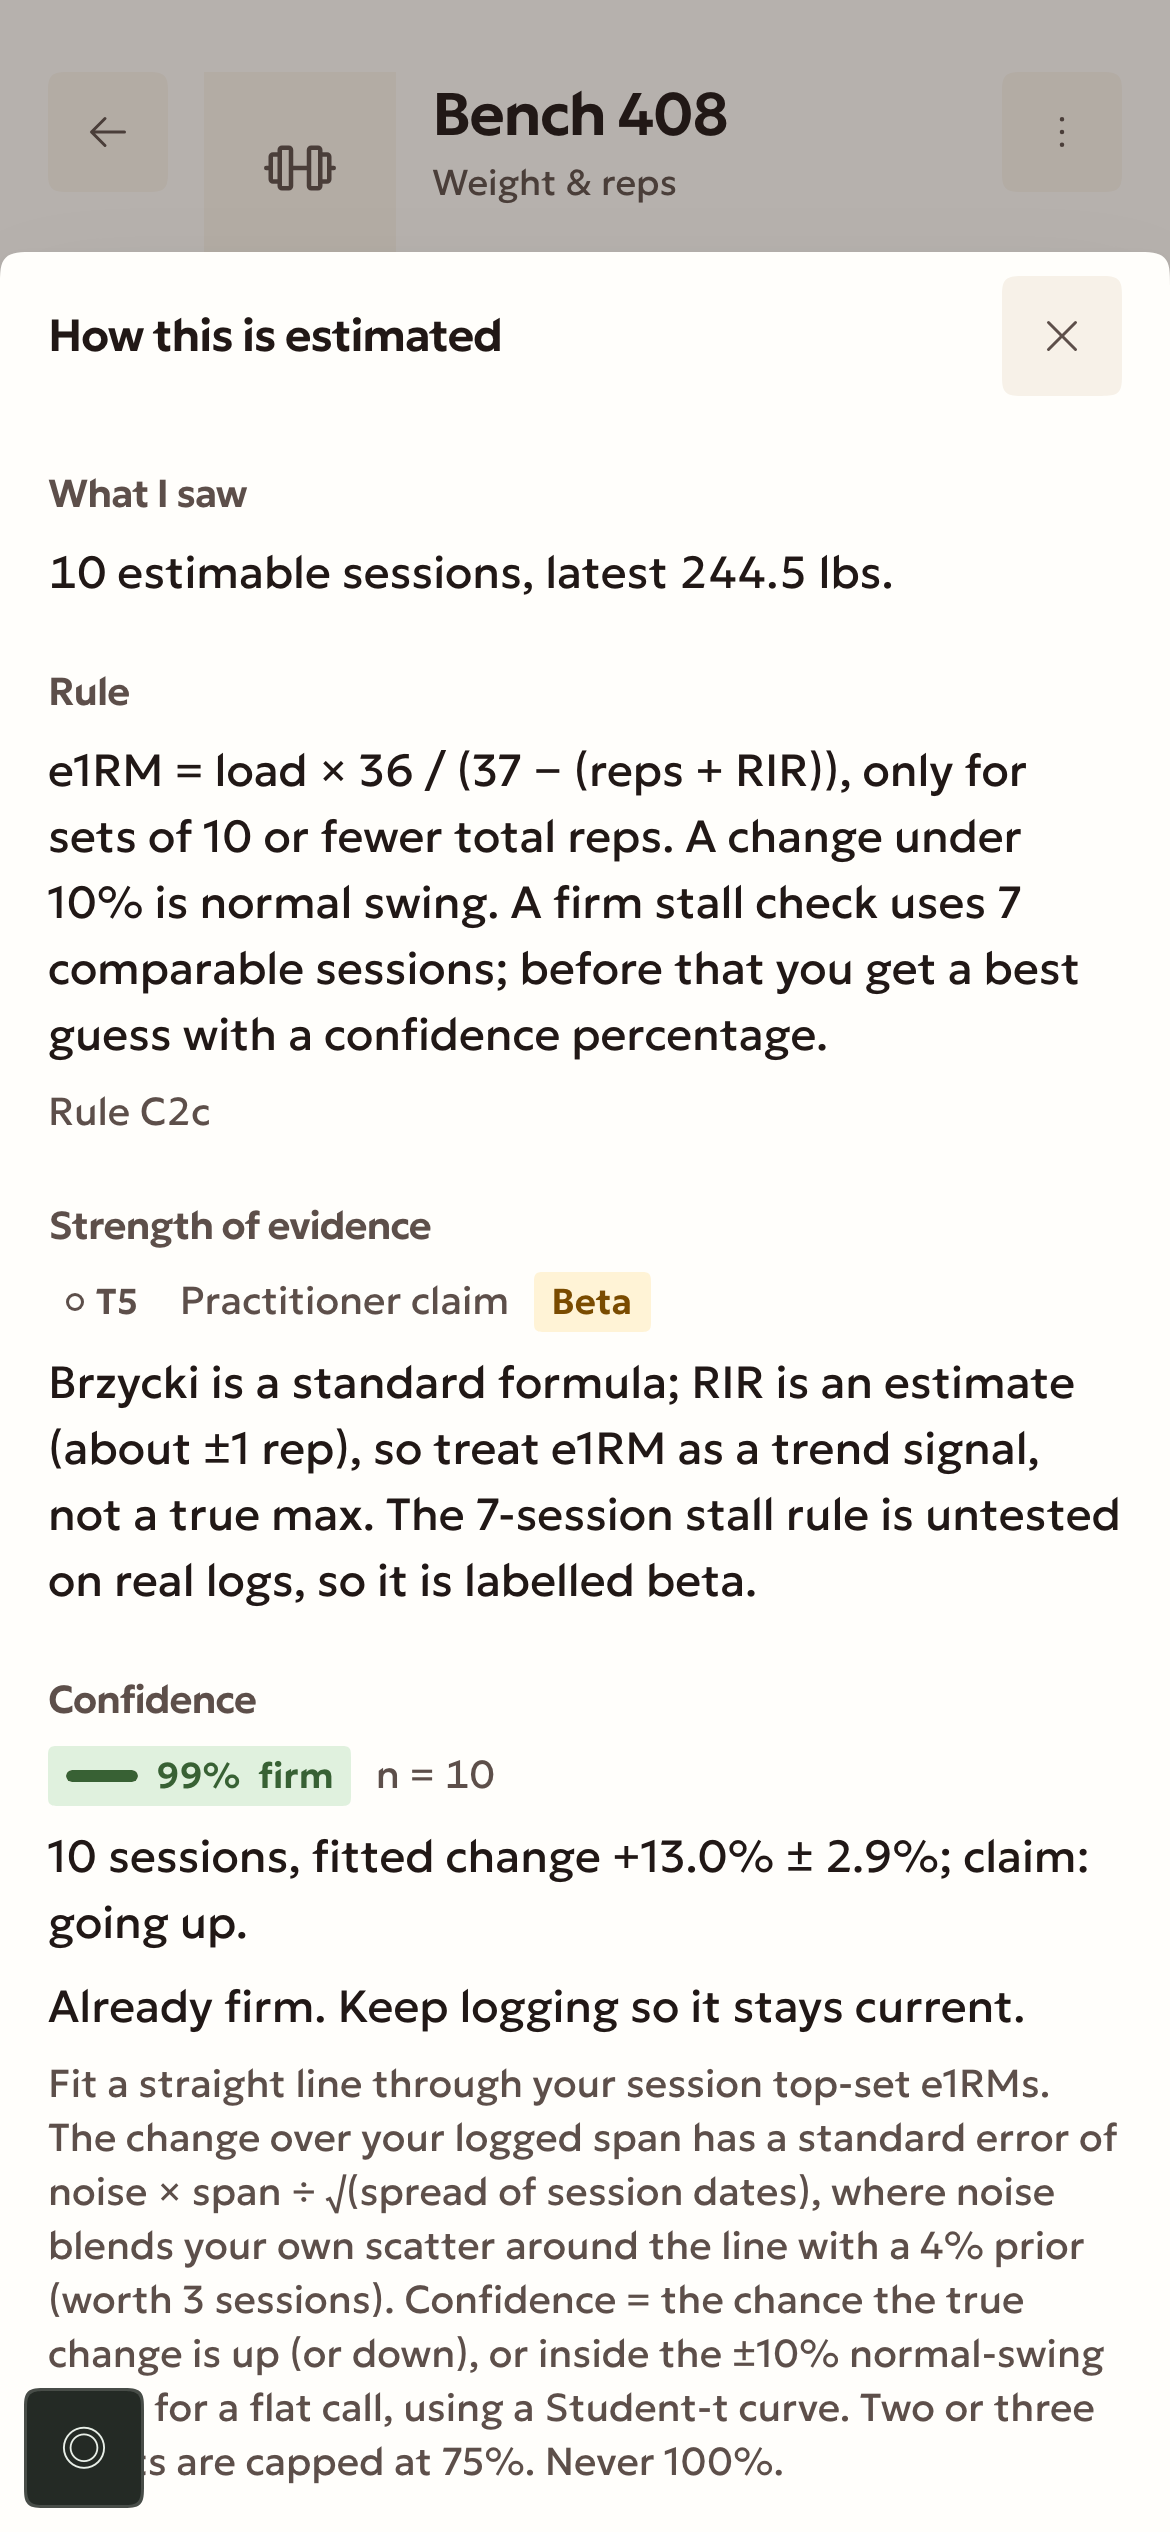 Bench 408
Weight & reps
How this is estimated
What I saw
10 estimable sessions, latest 244.5 lbs.
Rule
e1RM = load × 36 / (37 − (reps + RIR)), only for
sets of 10 or fewer total reps. A change under
10% is normal swing. A firm stall check uses 7
comparable sessions; before that you get a best
guess with a confidence percentage.
Rule C2c
Strength of evidence
T5 Practitioner claim Beta
Brzycki is a standard formula; RIR is an estimate
(about ±1 rep), so treat e1RM as a trend signal,
not a true max. The 7-session stall rule is untested
on real logs, so it is labelled beta.
Confidence
99% firm n = 10
10 sessions, fitted change +13.0% ± 2.9%; claim:
going up.
Already firm. Keep logging so it stays current.
Fit a straight line through your session top-set e1RMs.
The change over your logged span has a standard error of
noise × span ÷ √(spread of session dates), where noise
blends your own scatter around the line with a 4% prior
(worth 3 sessions). Confidence = the chance the true
change is up (or down), or inside the ±10% normal-swing
for a flat call, using a Student-t curve. Two or three
are capped at 75%. Never 100%.